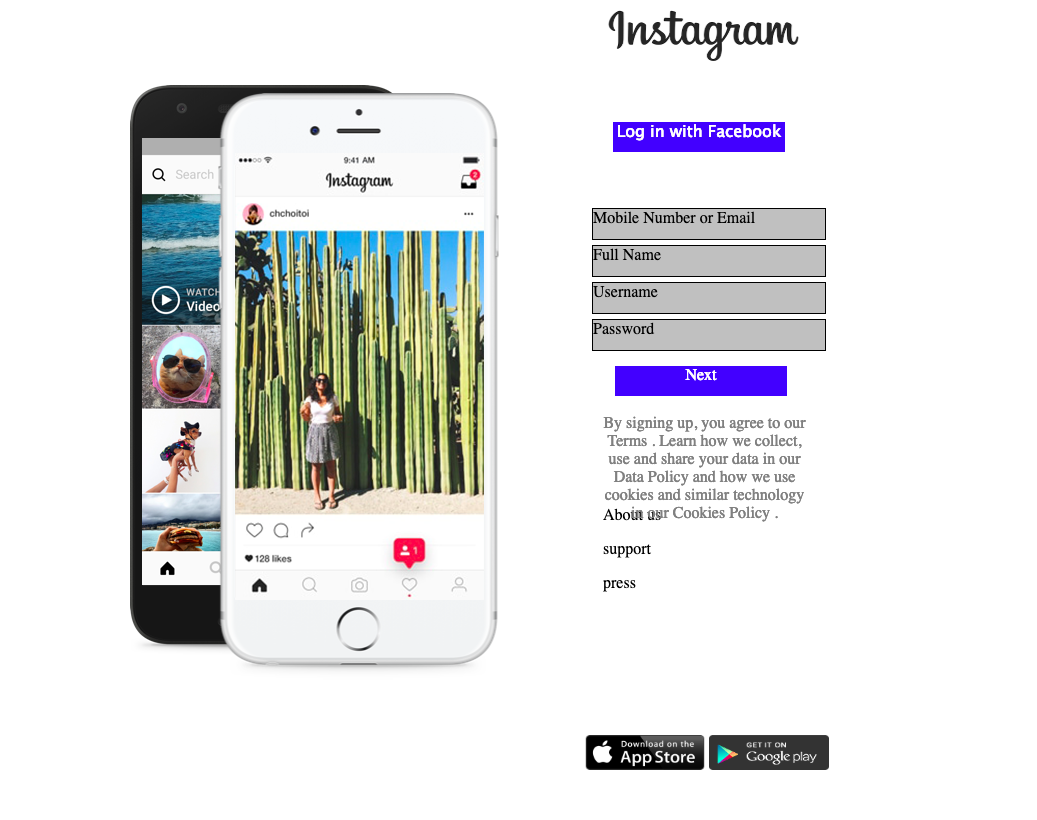 Instagram
Log in with Facebook
Mobile Number or Email
Full Name
Username
Password
Next
By signing up, you agree to our
Terms . Learn how we collect,
use and share your data in our
Data Policy and how we use
cookies and similar technology
in our Cookies Policy .
About us
support
press
Download on the
App Store
GET IT ON
Google play
Search
WATCH
Video
9:41 AM
Instagram
2
chchoitoi
1
128 likes